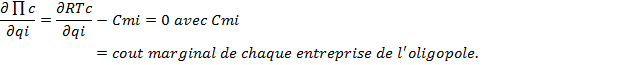 ∂∏c/∂qi = ∂RTc/∂qi − Cmi = 0 avec Cmi
= cout marginal de chaque entreprise de l'oligopole.